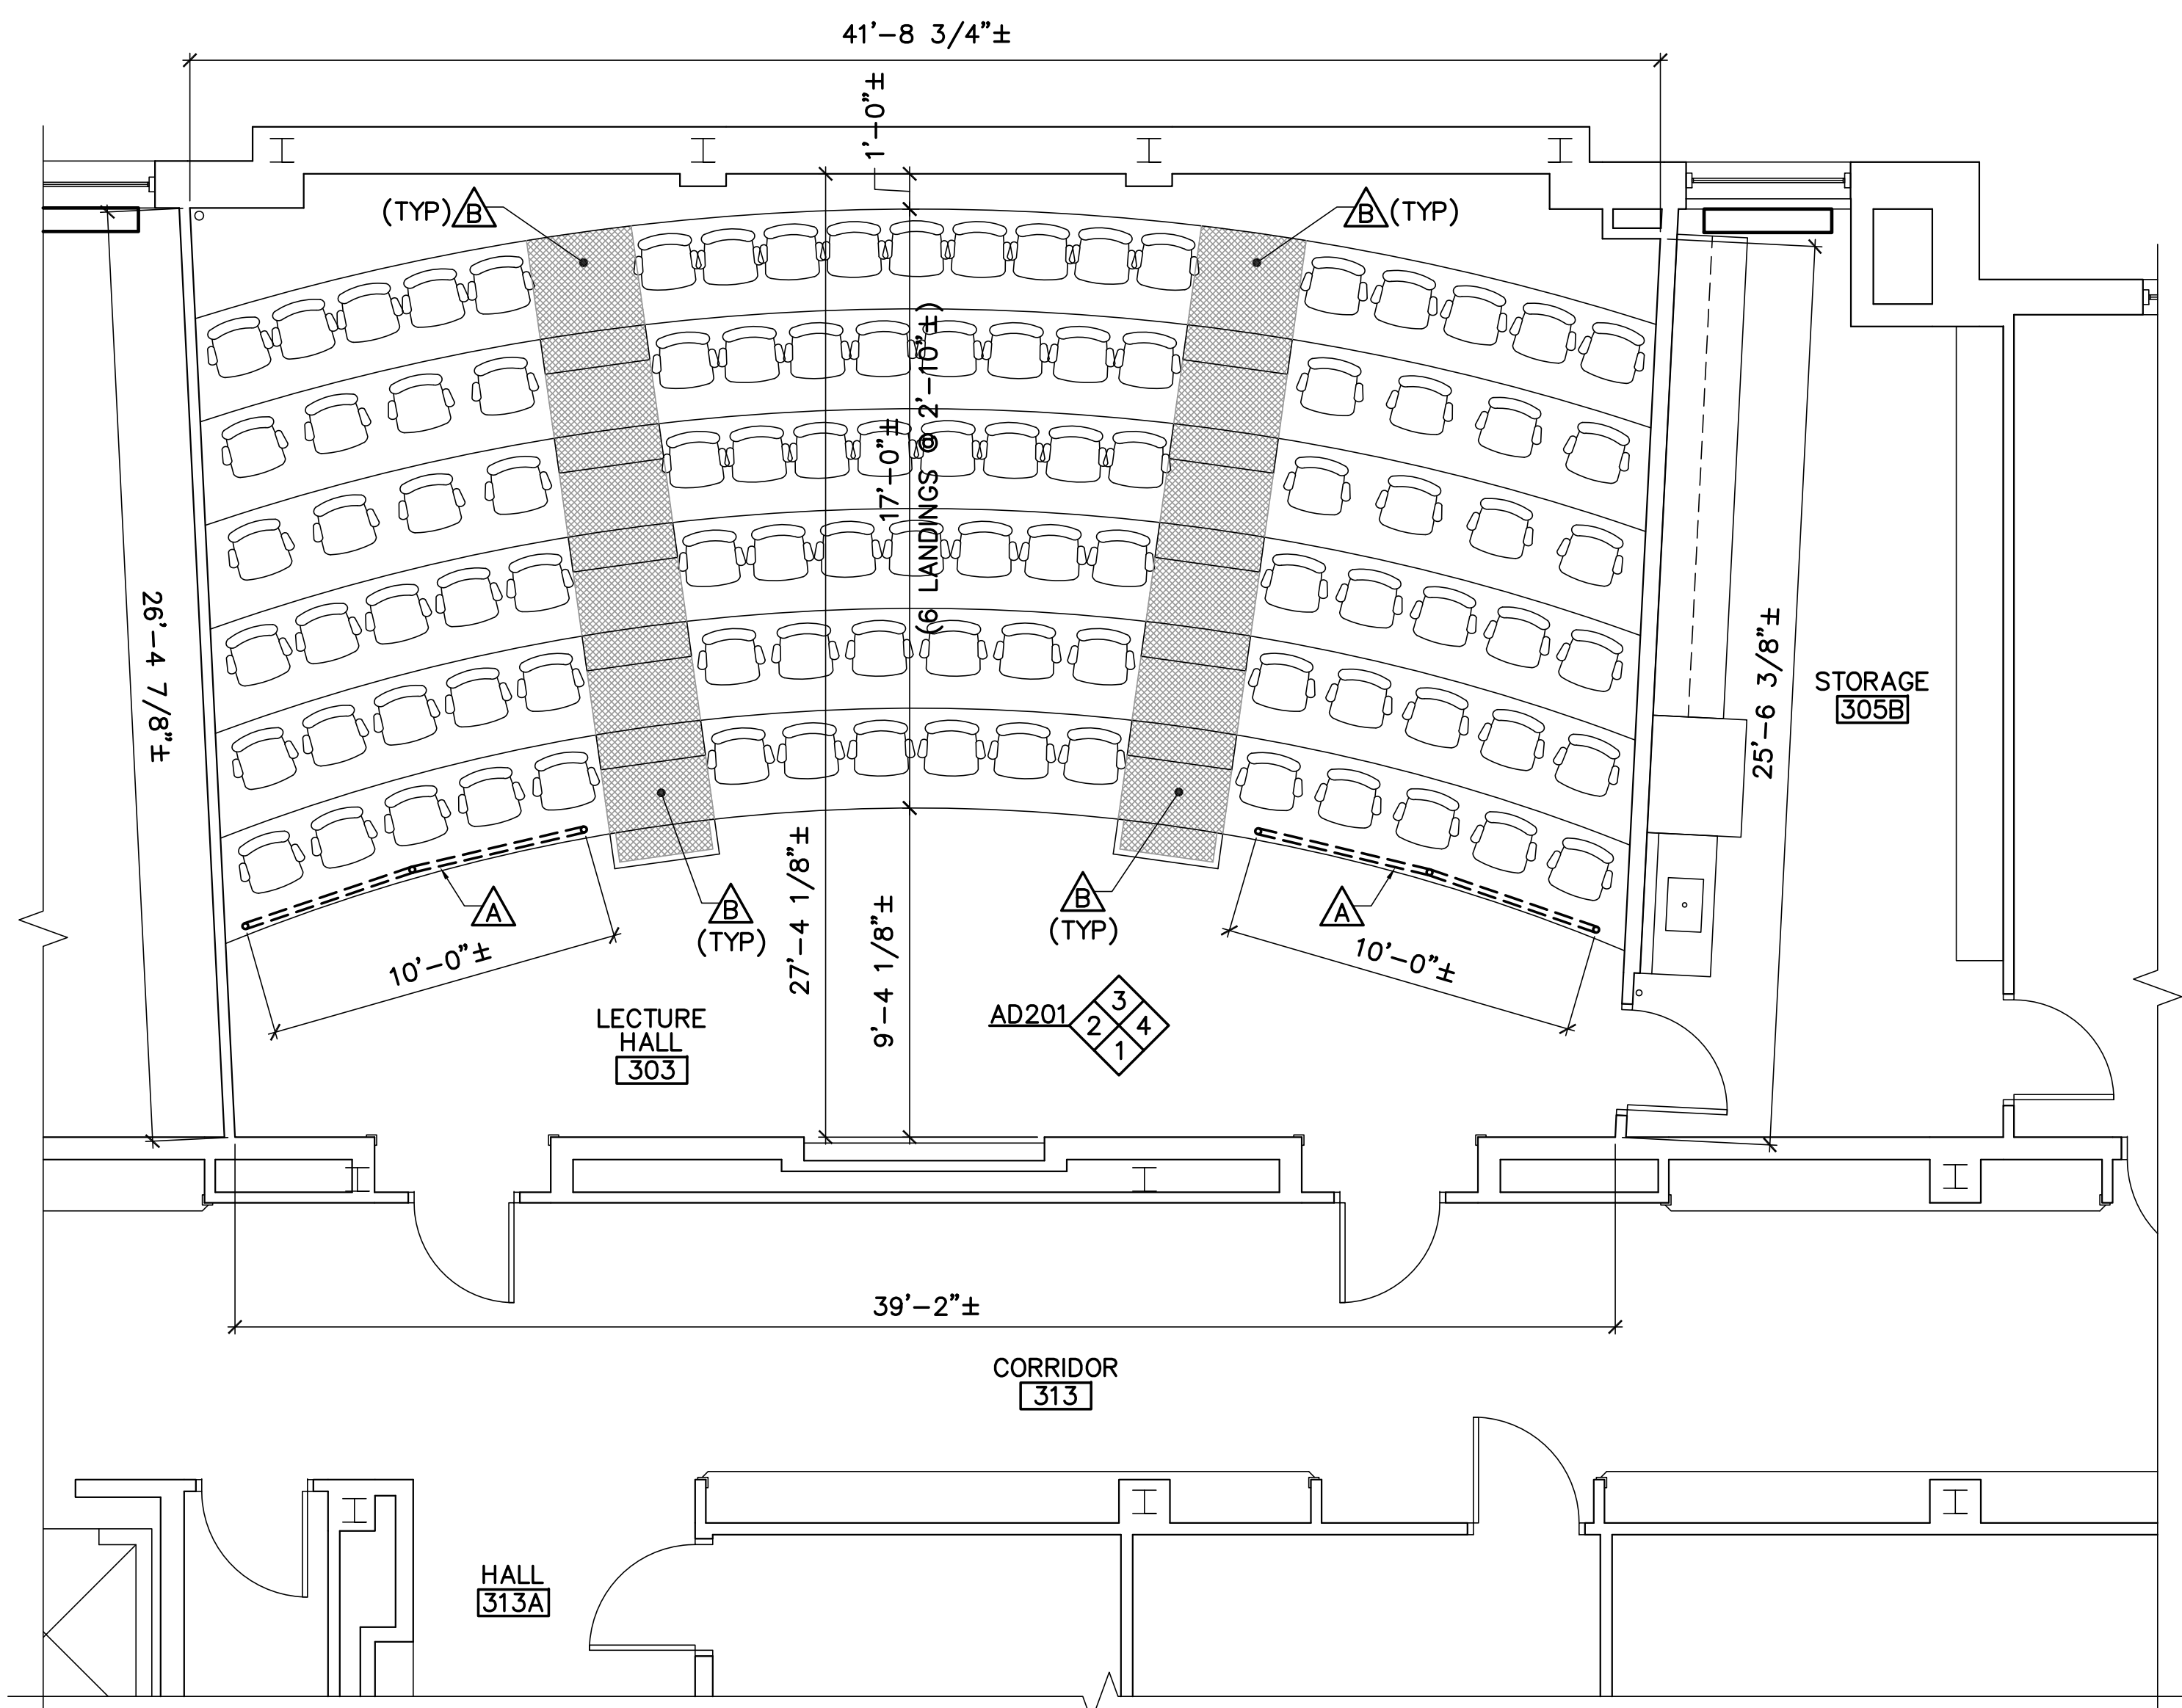 41'-8 3/4"±
1'-0"±
(TYP) B
B (TYP)
17'-0"±
(6 LANDINGS @ 2'-10"±)
26'-4 7/8"±
25'-6 3/8"±
STORAGE
305B
A
B
(TYP)
B
(TYP)
A
10'-0"±
27'-4 1/8"±
9'-4 1/8"±
10'-0"±
LECTURE
HALL
303
AD201
3
2 4
1
39'-2"±
CORRIDOR
313
HALL
313A